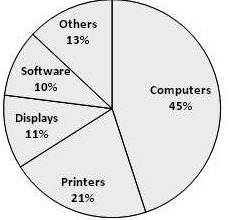 Others
13%
Software
10%
Computers
45%
Displays
11%
Printers
21%